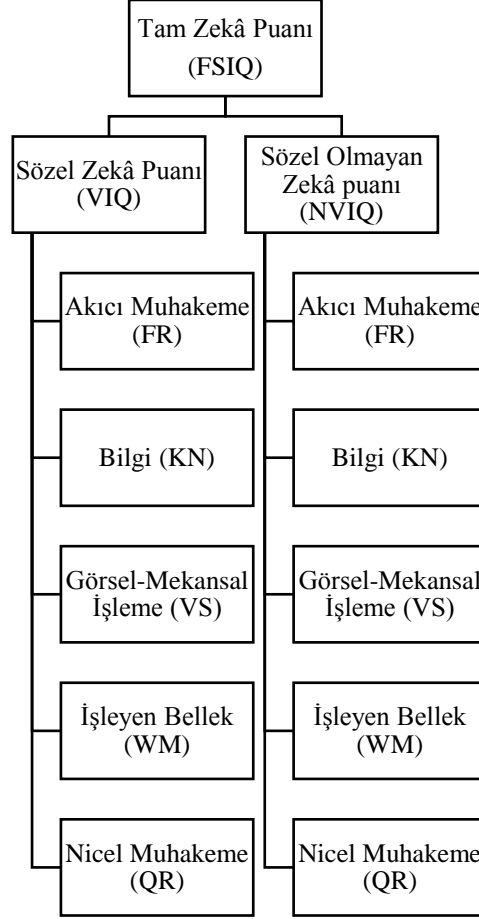 Tam Zekâ Puanı
(FSIQ)
Sözel Zekâ Puanı
(VIQ)
Sözel Olmayan
Zekâ puanı
(NVIQ)
Akıcı Muhakeme
(FR)
Bilgi (KN)
Görsel-Mekansal
İşleme (VS)
İşleyen Bellek
(WM)
Nicel Muhakeme
(QR)
Akıcı Muhakeme
(FR)
Bilgi (KN)
Görsel-Mekansal
İşleme (VS)
İşleyen Bellek
(WM)
Nicel Muhakeme
(QR)